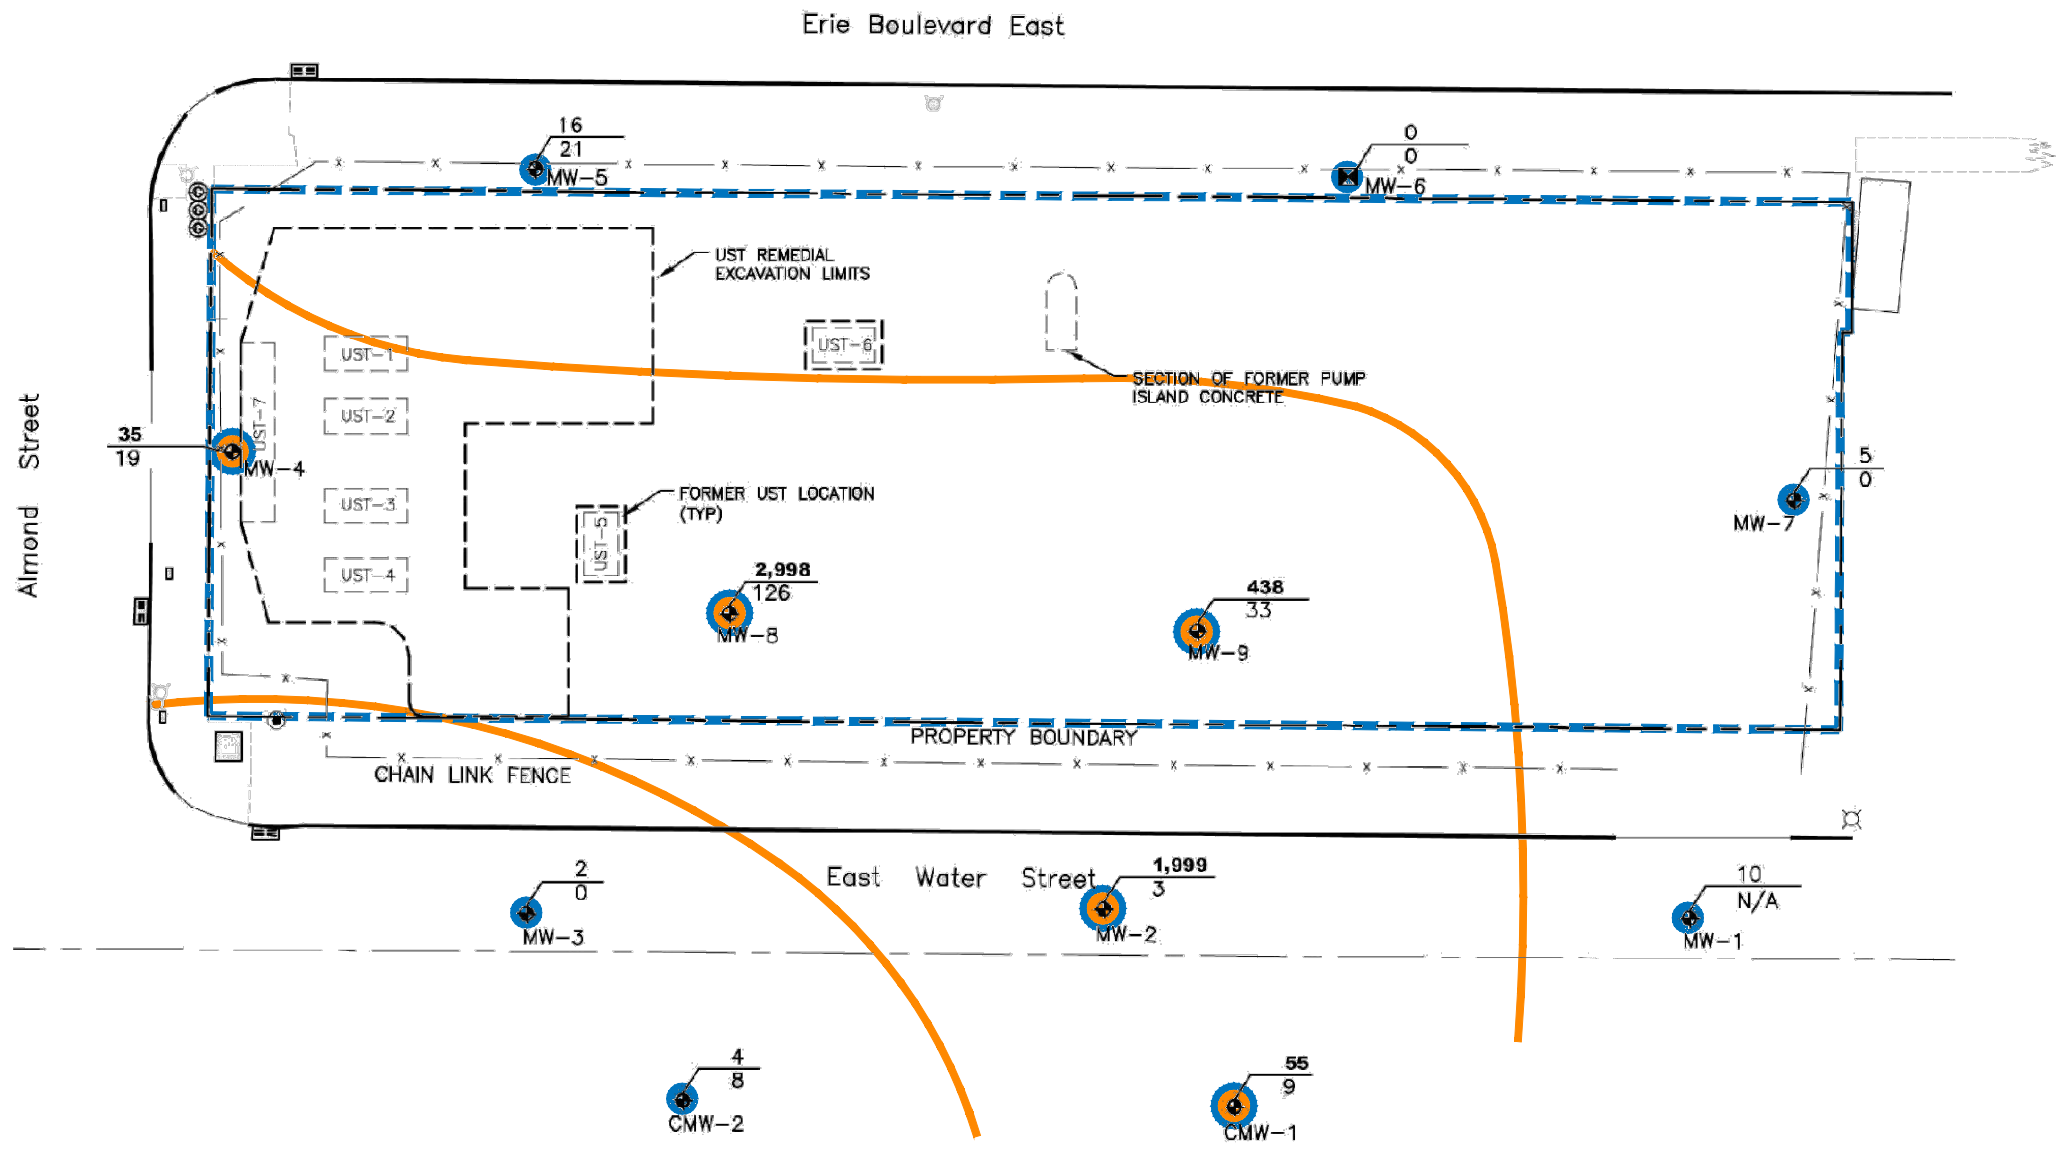 Erie Boulevard East
16
21
MW-5
0
0
MW-6
UST REMEDIAL
EXCAVATION LIMITS
UST-1
UST-6
SECTION OF FORMER PUMP
ISLAND CONCRETE
UST-2
UST-7
Almond Street
35
19
MW-4
5
0
MW-7
UST-3
FORMER UST LOCATION
(TYP)
UST-5
UST-4
2,998
126
MW-8
438
33
MW-9
PROPERTY BOUNDARY
CHAIN LINK FENCE
East Water Street
2
0
MW-3
1,999
3
MW-2
10
N/A
MW-1
4
8
CMW-2
55
9
CMW-1